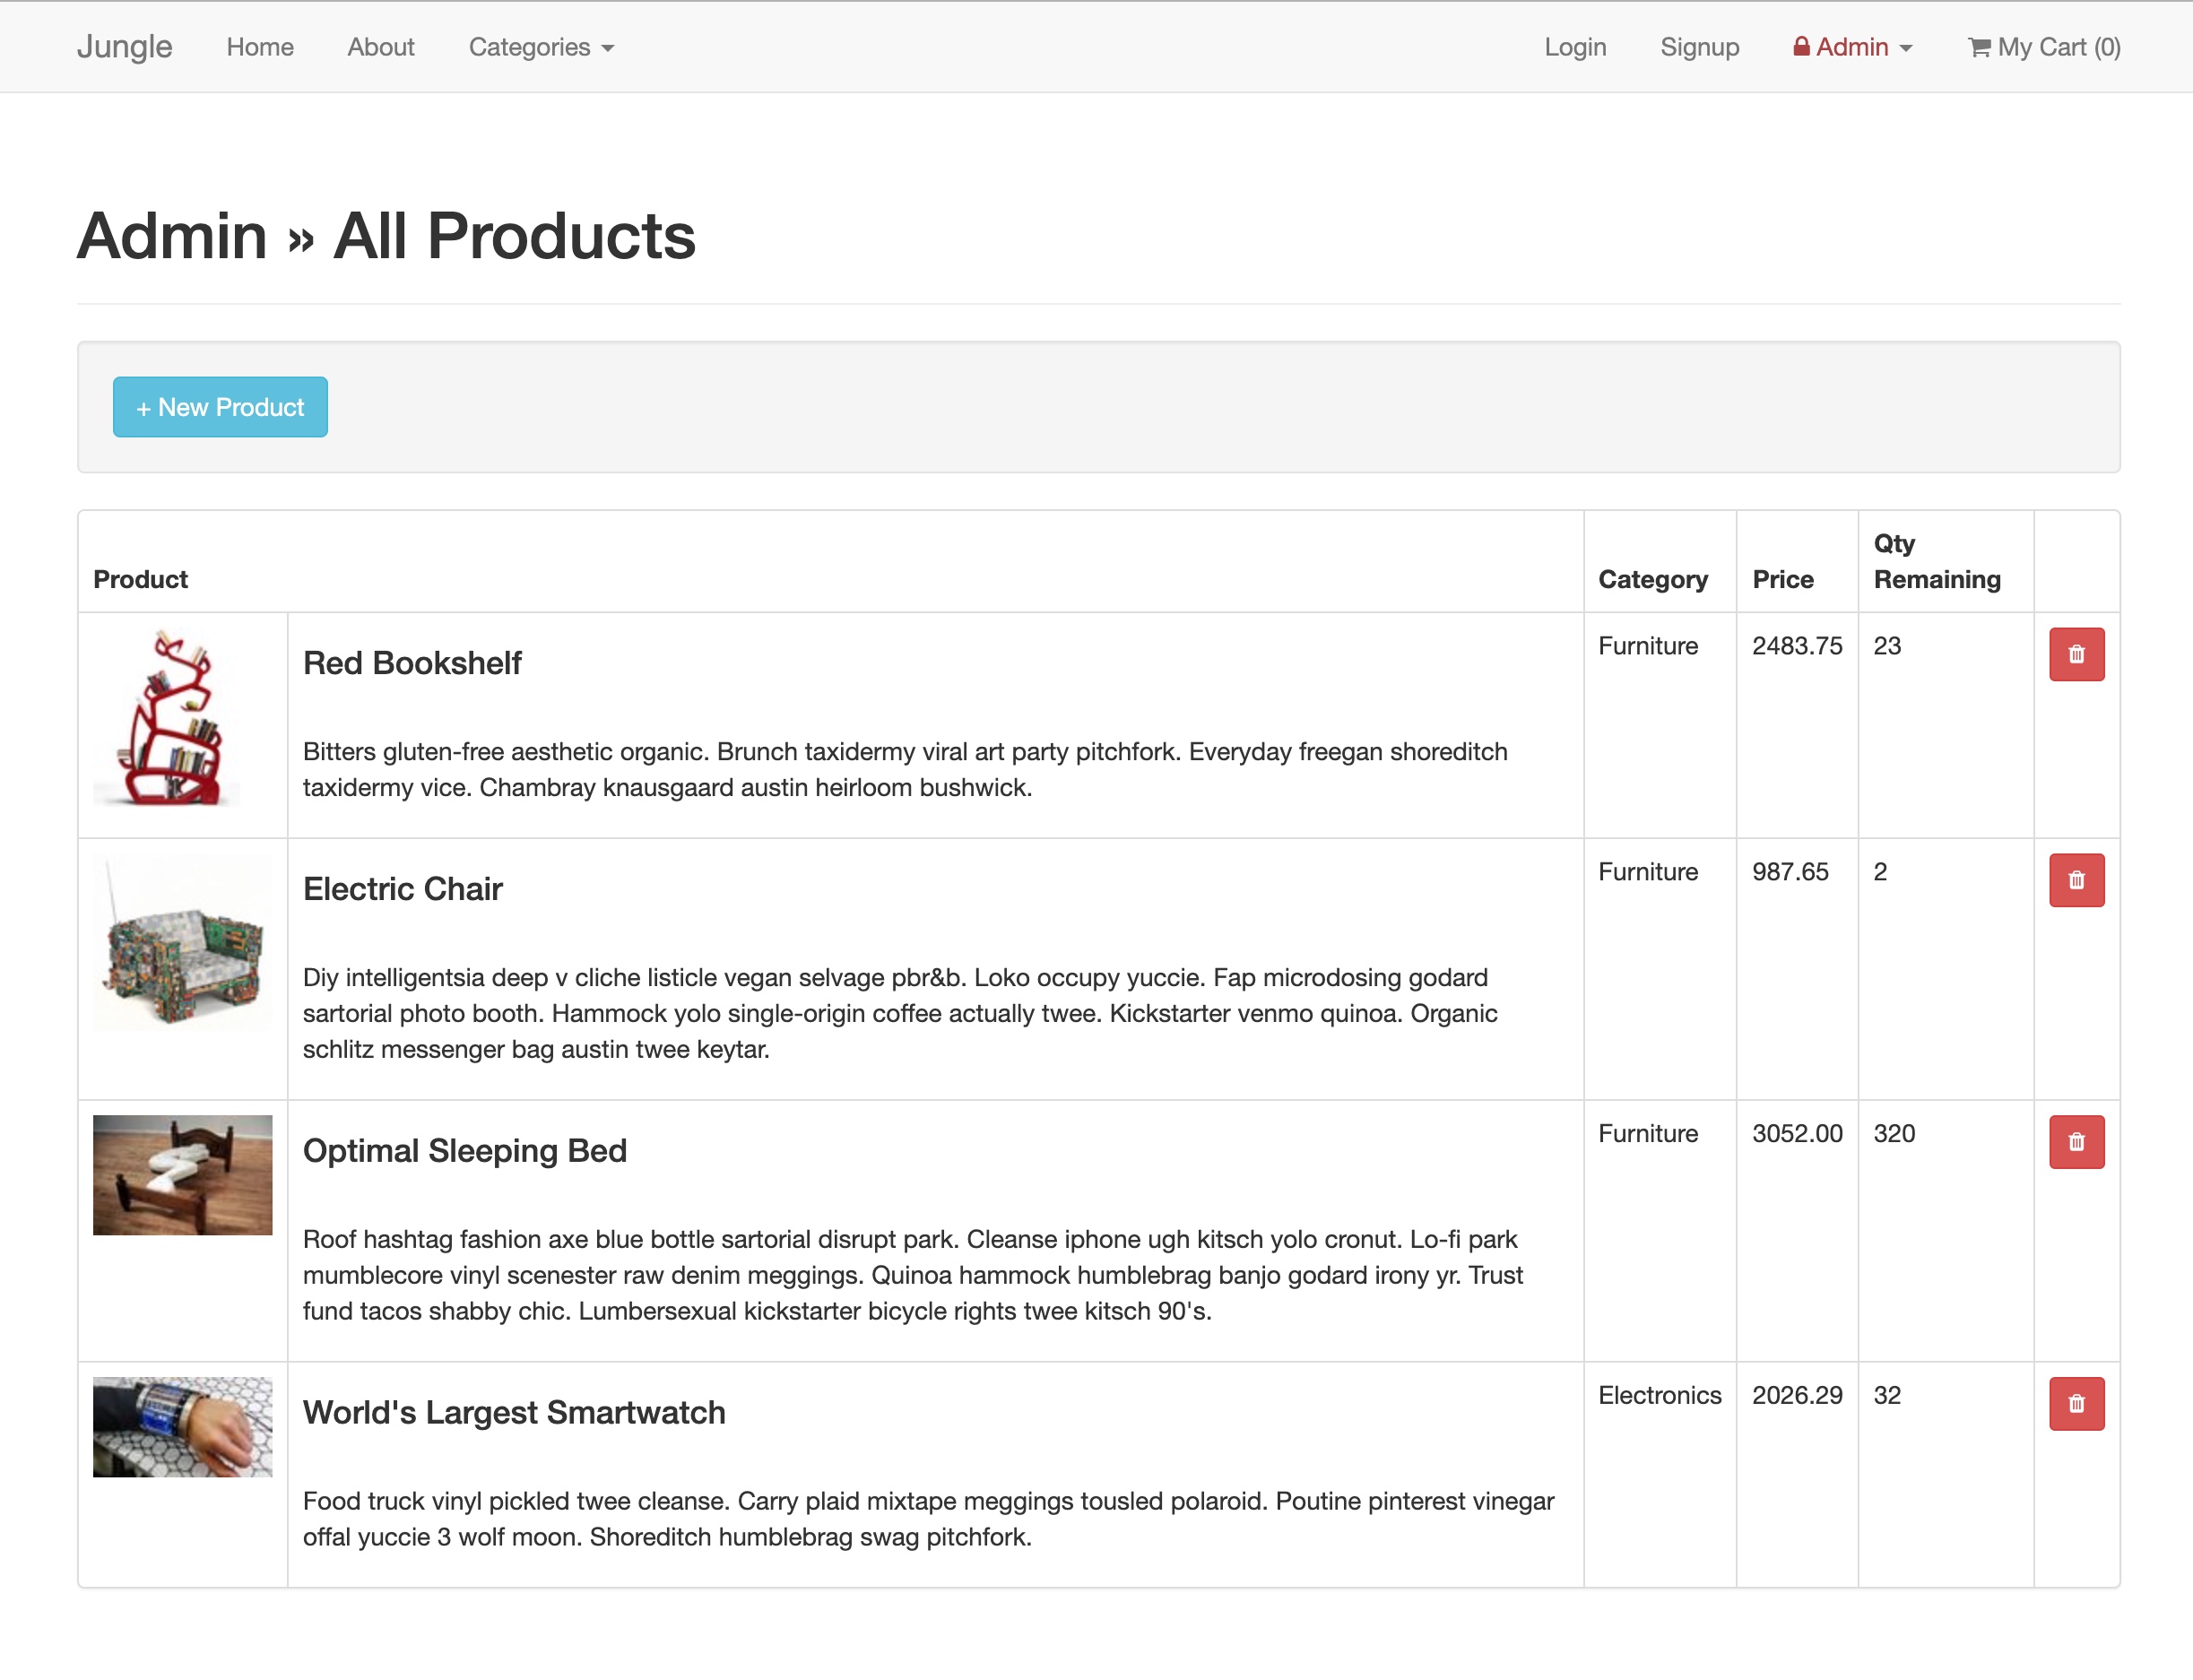 Jungle Home About Categories Login Signup Admin My Cart (0)
Admin » All Products
+ New Product
Product Category Price Qty Remaining
Red Bookshelf Furniture 2483.75 23
Bitters gluten-free aesthetic organic. Brunch taxidermy viral art party pitchfork. Everyday freegan shoreditch
taxidermy vice. Chambray knausgaard austin heirloom bushwick.
Electric Chair Furniture 987.65 2
Diy intelligentsia deep v cliche listicle vegan selvage pbr&b. Loko occupy yuccie. Fap microdosing godard
sartorial photo booth. Hammock yolo single-origin coffee actually twee. Kickstarter venmo quinoa. Organic
schlitz messenger bag austin twee keytar.
Optimal Sleeping Bed Furniture 3052.00 320
Roof hashtag fashion axe blue bottle sartorial disrupt park. Cleanse iphone ugh kitsch yolo cronut. Lo-fi park
mumblecore vinyl scenester raw denim meggings. Quinoa hammock humblebrag banjo godard irony yr. Trust
fund tacos shabby chic. Lumbersexual kickstarter bicycle rights twee kitsch 90's.
World's Largest Smartwatch Electronics 2026.29 32
Food truck vinyl pickled twee cleanse. Carry plaid mixtape meggings tousled polaroid. Poutine pinterest vinegar
offal yuccie 3 wolf moon. Shoreditch humblebrag swag pitchfork.